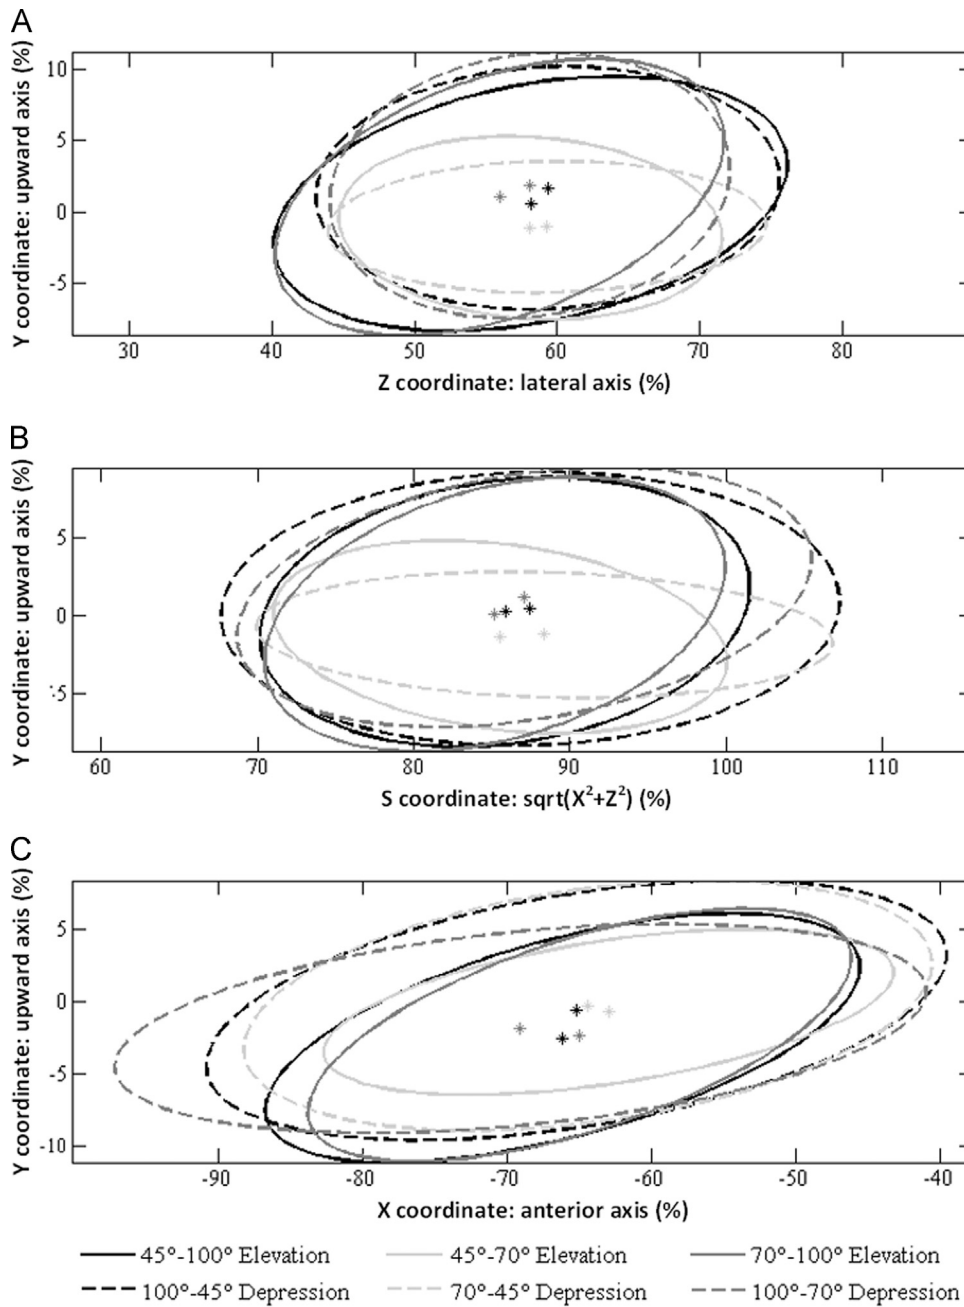 A
Y coordinate: upward axis (%)
10
5
0
-5
30 40 50 60 70 80
Z coordinate: lateral axis (%)
B
Y coordinate: upward axis (%)
5
0
-5
60 70 80 90 100 110
S coordinate: sqrt(X²+Z²) (%)
C
Y coordinate: upward axis (%)
5
0
-5
-10
-90 -80 -70 -60 -50 -40
X coordinate: anterior axis (%)
45°-100° Elevation 45°-70° Elevation 70°-100° Elevation
100°-45° Depression 70°-45° Depression 100°-70° Depression